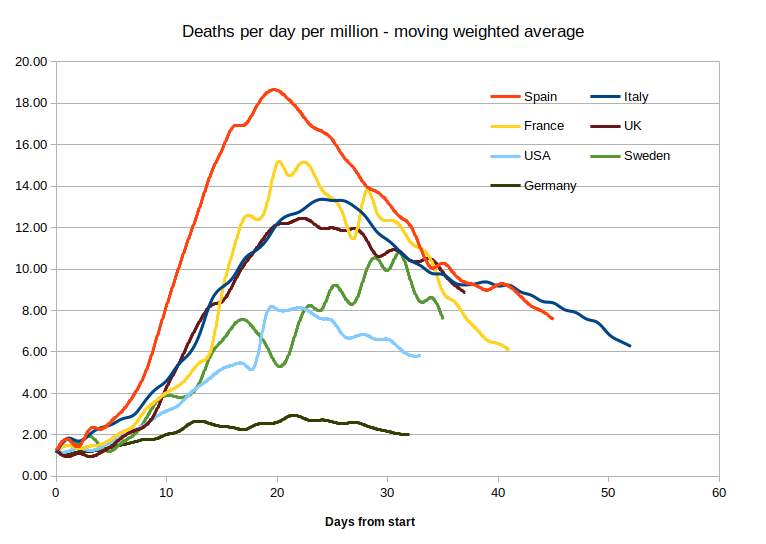 Deaths per day per million - moving weighted average
20.00
18.00
16.00
14.00
12.00
10.00
8.00
6.00
4.00
2.00
0.00
Spain Italy
France UK
USA Sweden
Germany
0 10 20 30 40 50 60
Days from start